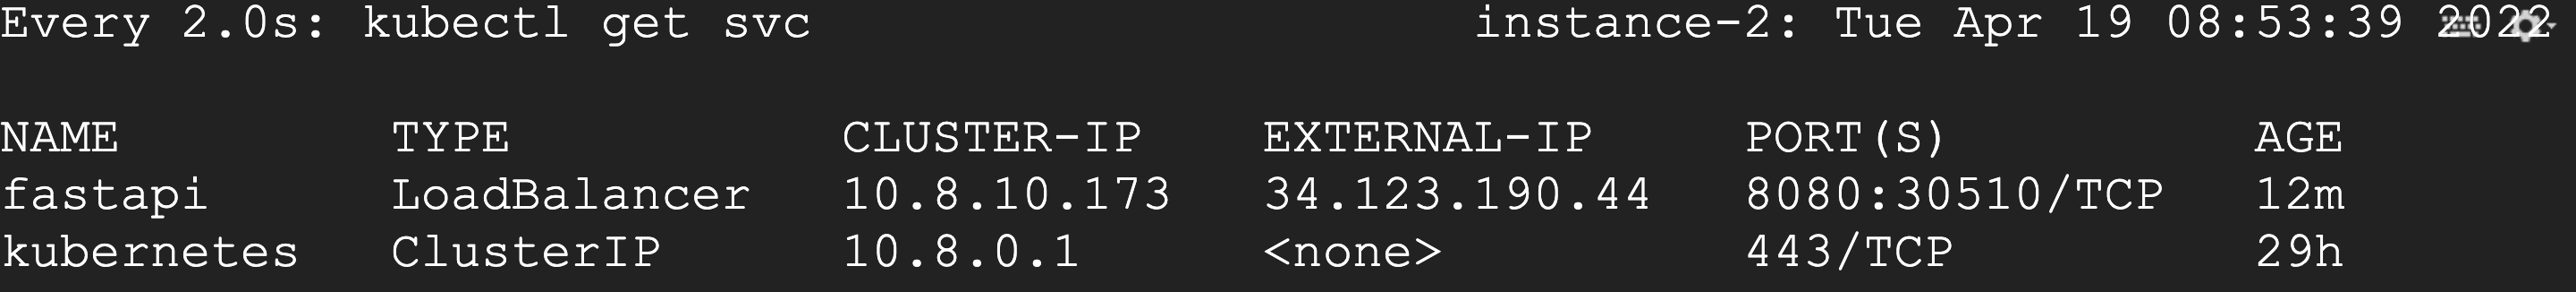 Every 2.0s: kubectl get svc instance-2: Tue Apr 19 08:53:39 2022
NAME TYPE CLUSTER-IP EXTERNAL-IP PORT(S) AGE
fastapi LoadBalancer 10.8.10.173 34.123.190.44 8080:30510/TCP 12m
kubernetes ClusterIP 10.8.0.1 <none> 443/TCP 29h